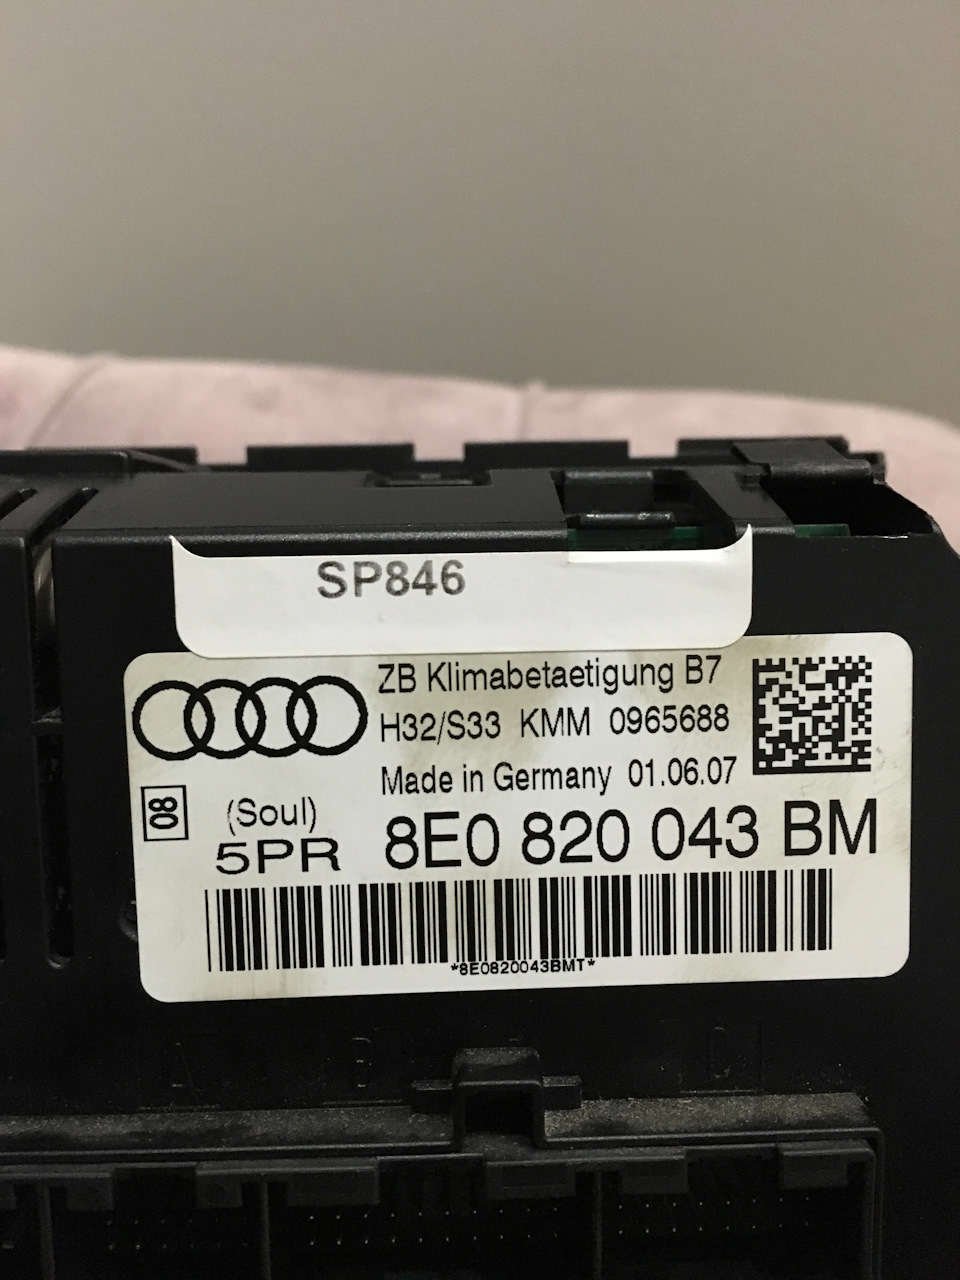 SP846
ZB Klimabetaetigung B7
H32/S33 KMM 0965688
Made in Germany 01.06.07
08
(Soul)
5PR 8E0 820 043 BM
*8E0820043BMT*
A B C